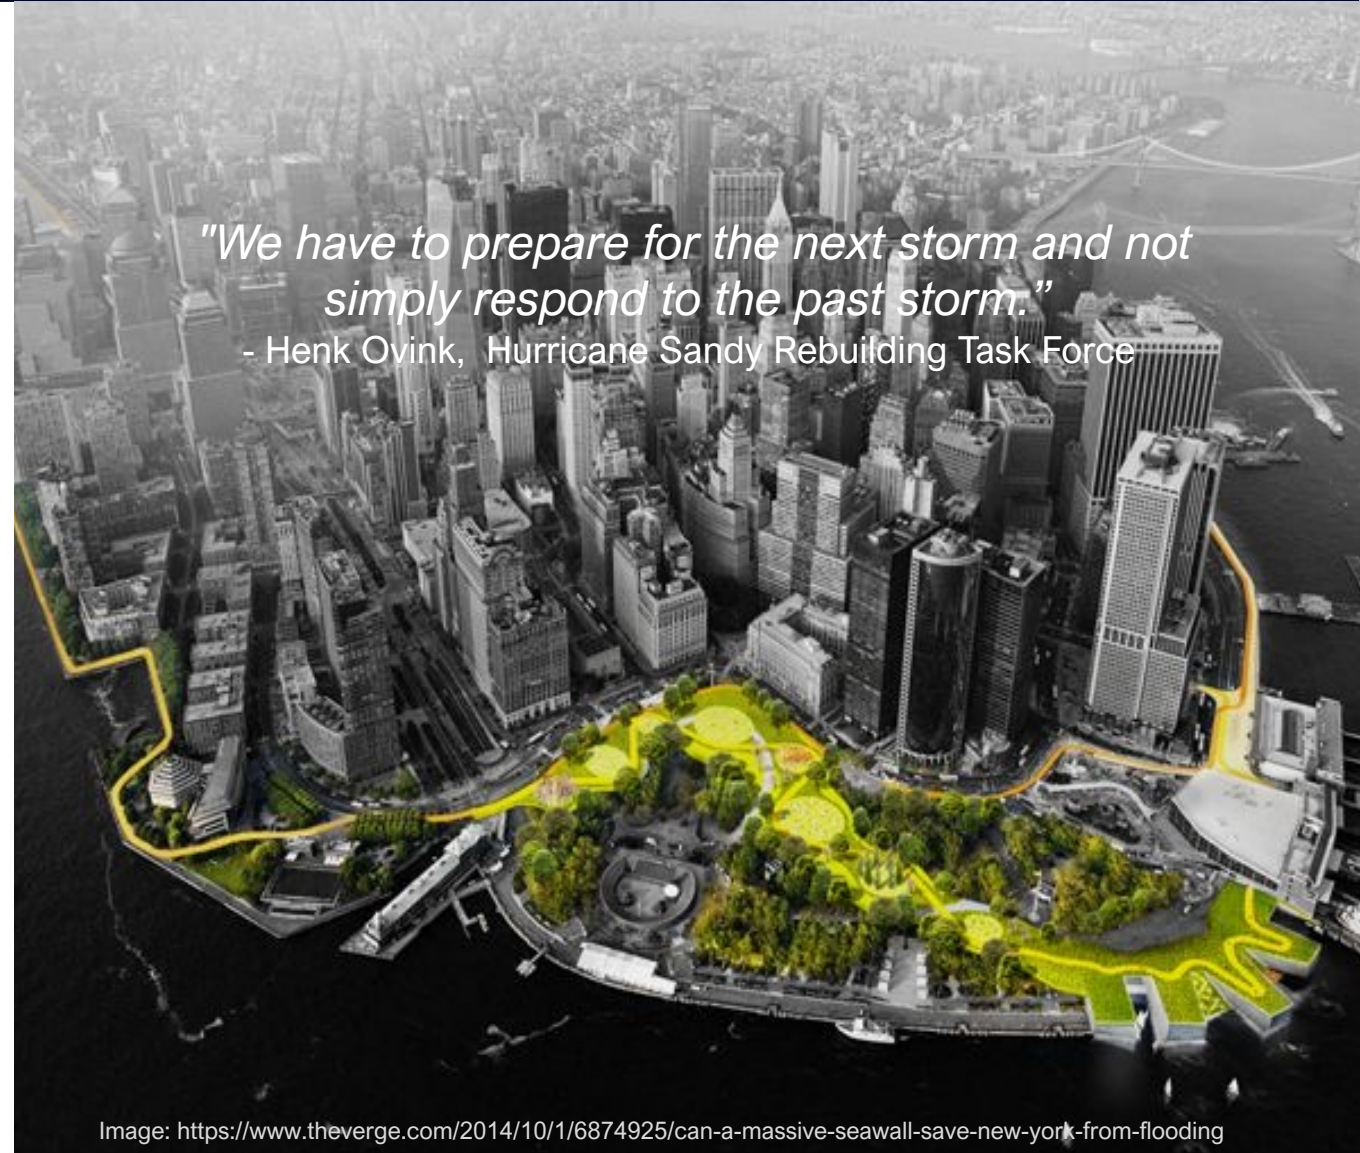 "We have to prepare for the next storm and not
simply respond to the past storm.”
- Henk Ovink,  Hurricane Sandy Rebuilding Task Force
Image: https://www.theverge.com/2014/10/1/6874925/can-a-massive-seawall-save-new-york-from-flooding